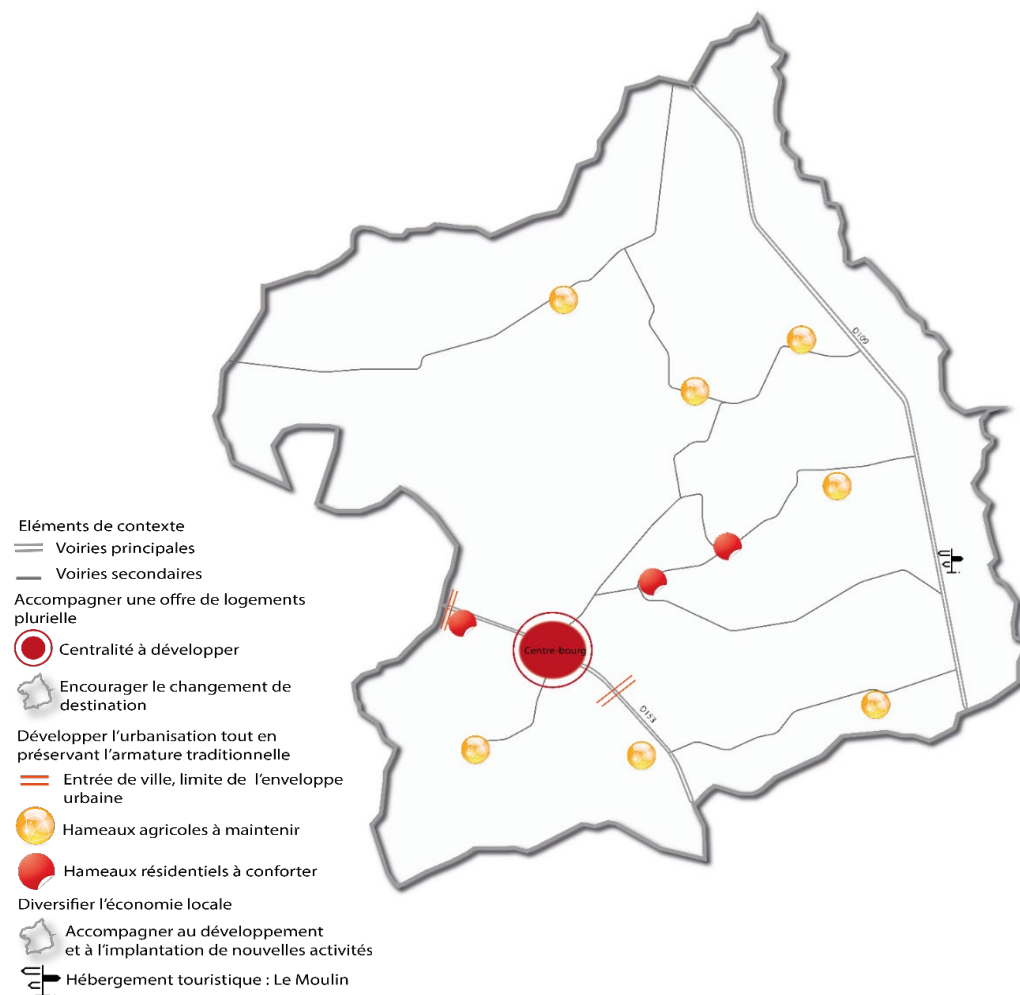 D109
Eléments de contexte
Voiries principales
Voiries secondaires
Accompagner une offre de logements
plurielle
Centralité à développer
Centre-bourg
Encourager le changement de
destination
D153
Développer l'urbanisation tout en
préservant l'armature traditionnelle
Entrée de ville, limite de l'enveloppe
urbaine
Hameaux agricoles à maintenir
Hameaux résidentiels à conforter
Diversifier l'économie locale
Accompagner au développement
et à l'implantation de nouvelles activités
Hébergement touristique : Le Moulin